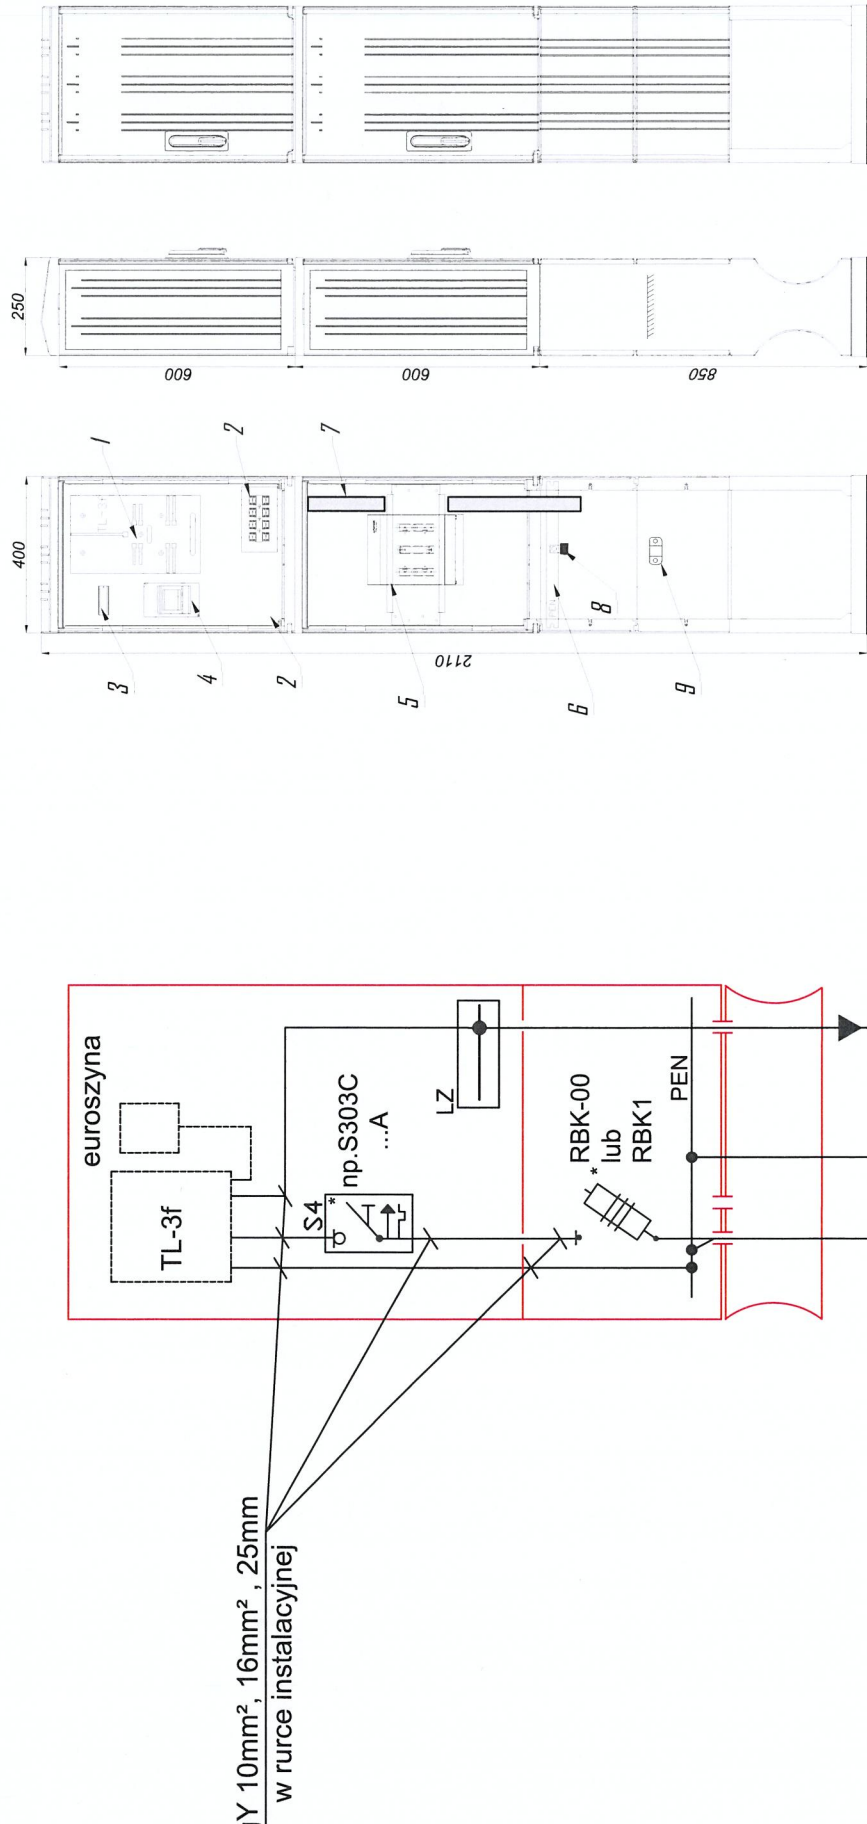 250
600
600
850
400
2110
1
2
7
3
4
2
5
6
8
9
euroszyna
TL-3f
S4
*
np.S303C
...A
LZ
RBK-00
* lub
RBK1
PEN
Y 10mm², 16mm² , 25mm
w rurce instalacyjnej